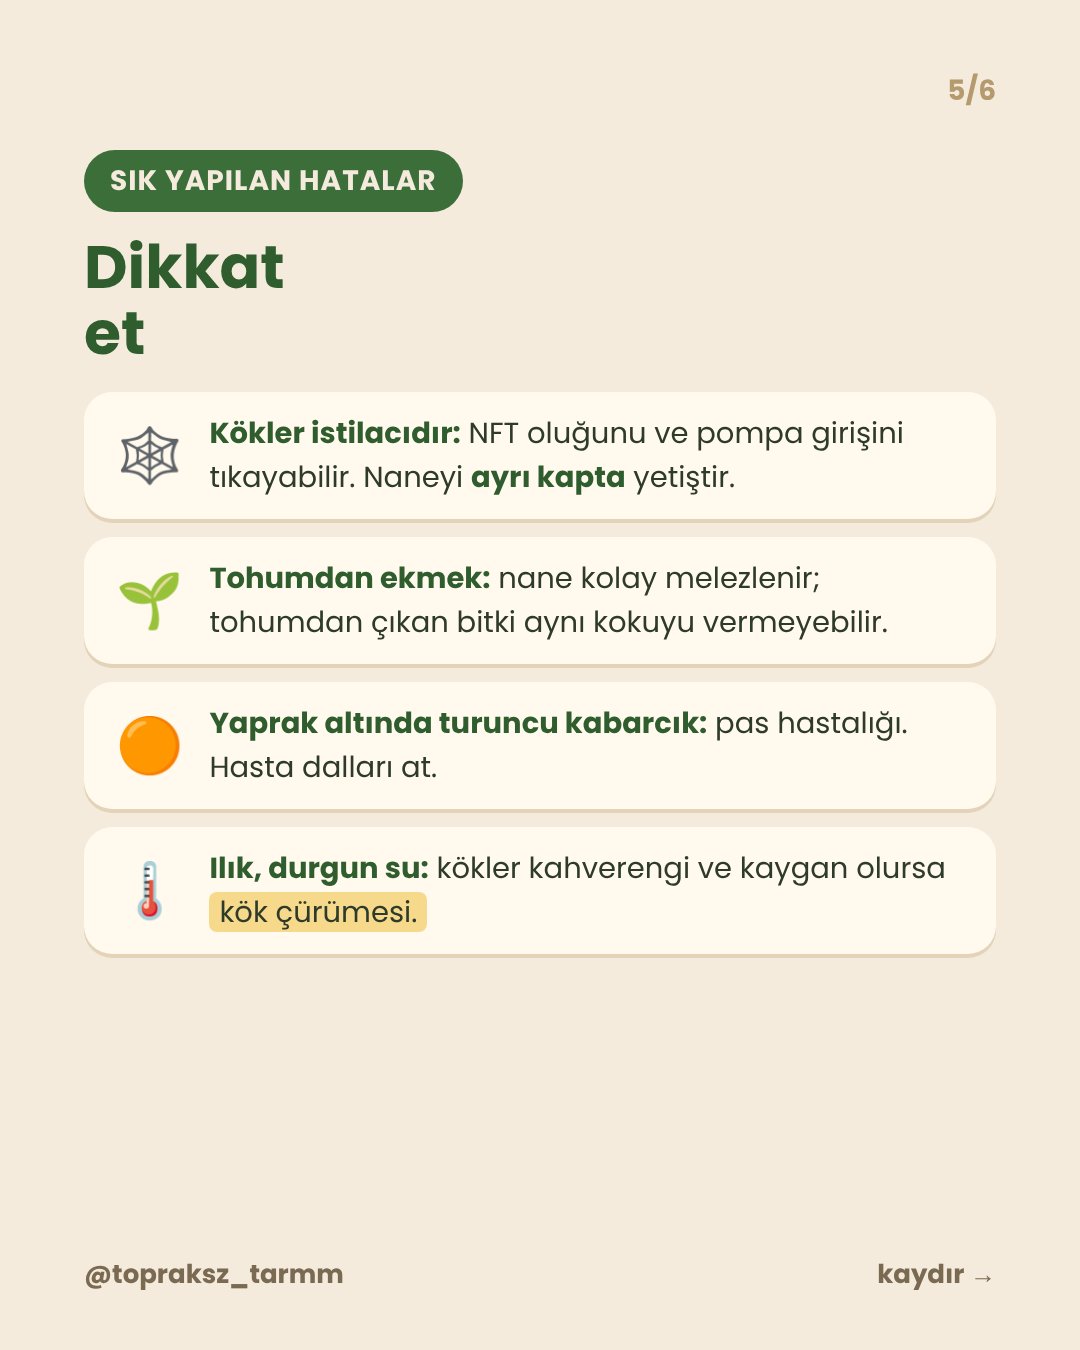 5/6
SIK YAPILAN HATALAR
Dikkat
et
Kökler istilacıdır: NFT oluğunu ve pompa girişini
tıkayabilir. Naneyi ayrı kapta yetiştir.
Tohumdan ekmek: nane kolay melezlenir;
tohumdan çıkan bitki aynı kokuyu vermeyebilir.
Yaprak altında turuncu kabarcık: pas hastalığı.
Hasta dalları at.
Ilık, durgun su: kökler kahverengi ve kaygan olursa
kök çürümesi.
@topraksz_tarmm
kaydır →